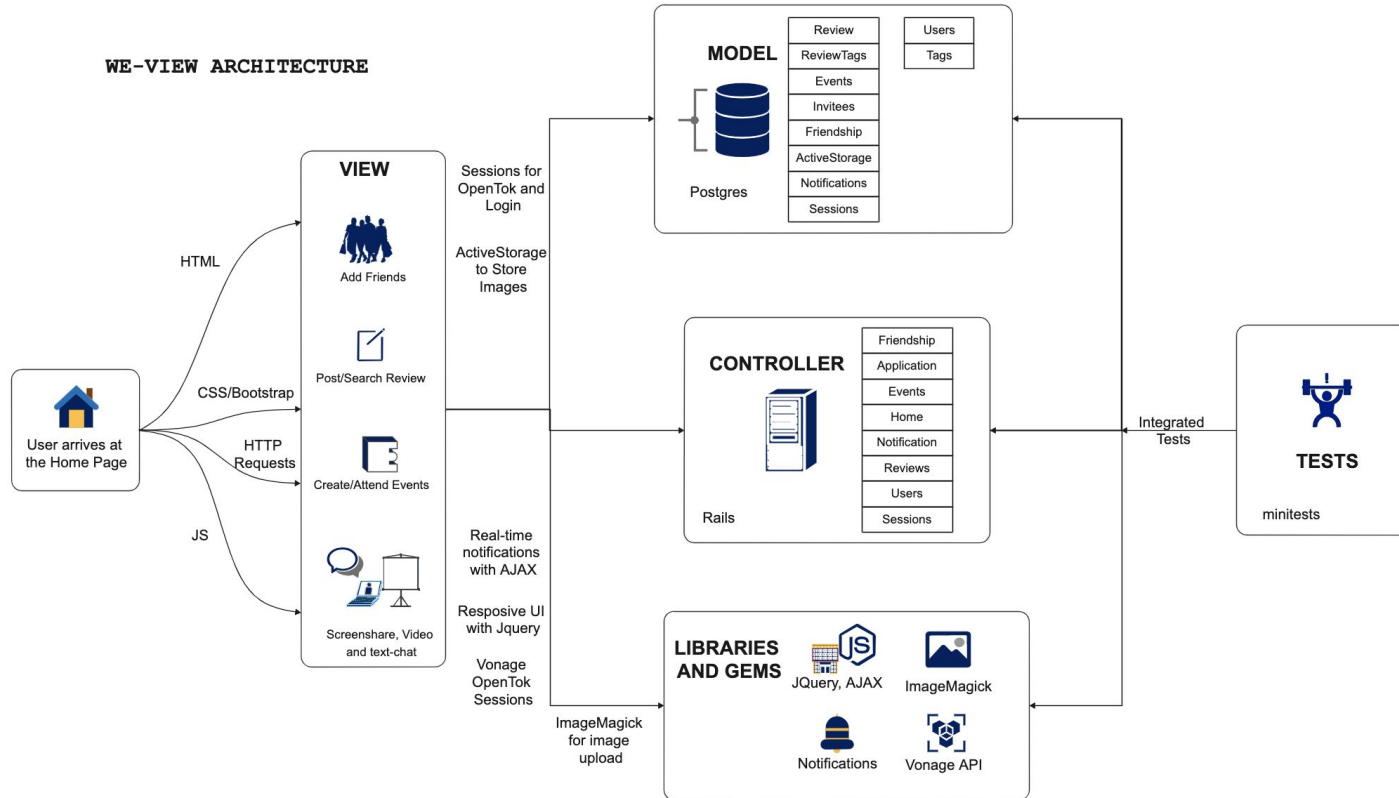 WE-VIEW ARCHITECTURE
User arrives at
the Home Page
HTML
CSS/Bootstrap
HTTP
Requests
JS
VIEW
Add Friends
Post/Search Review
Create/Attend Events
Screenshare, Video
and text-chat
Sessions for
OpenTok and
Login
ActiveStorage
to Store
Images
Real-time
notifications
with AJAX
Resposive UI
with Jquery
Vonage
OpenTok
Sessions
ImageMagick
for image
upload
MODEL
Postgres
Review
ReviewTags
Events
Invitees
Friendship
ActiveStorage
Notifications
Sessions
Users
Tags
CONTROLLER
Rails
Friendship
Application
Events
Home
Notification
Reviews
Users
Sessions
LIBRARIES
AND GEMS
JS
JQuery, AJAX
ImageMagick
Notifications
Vonage API
Integrated
Tests
TESTS
minitests